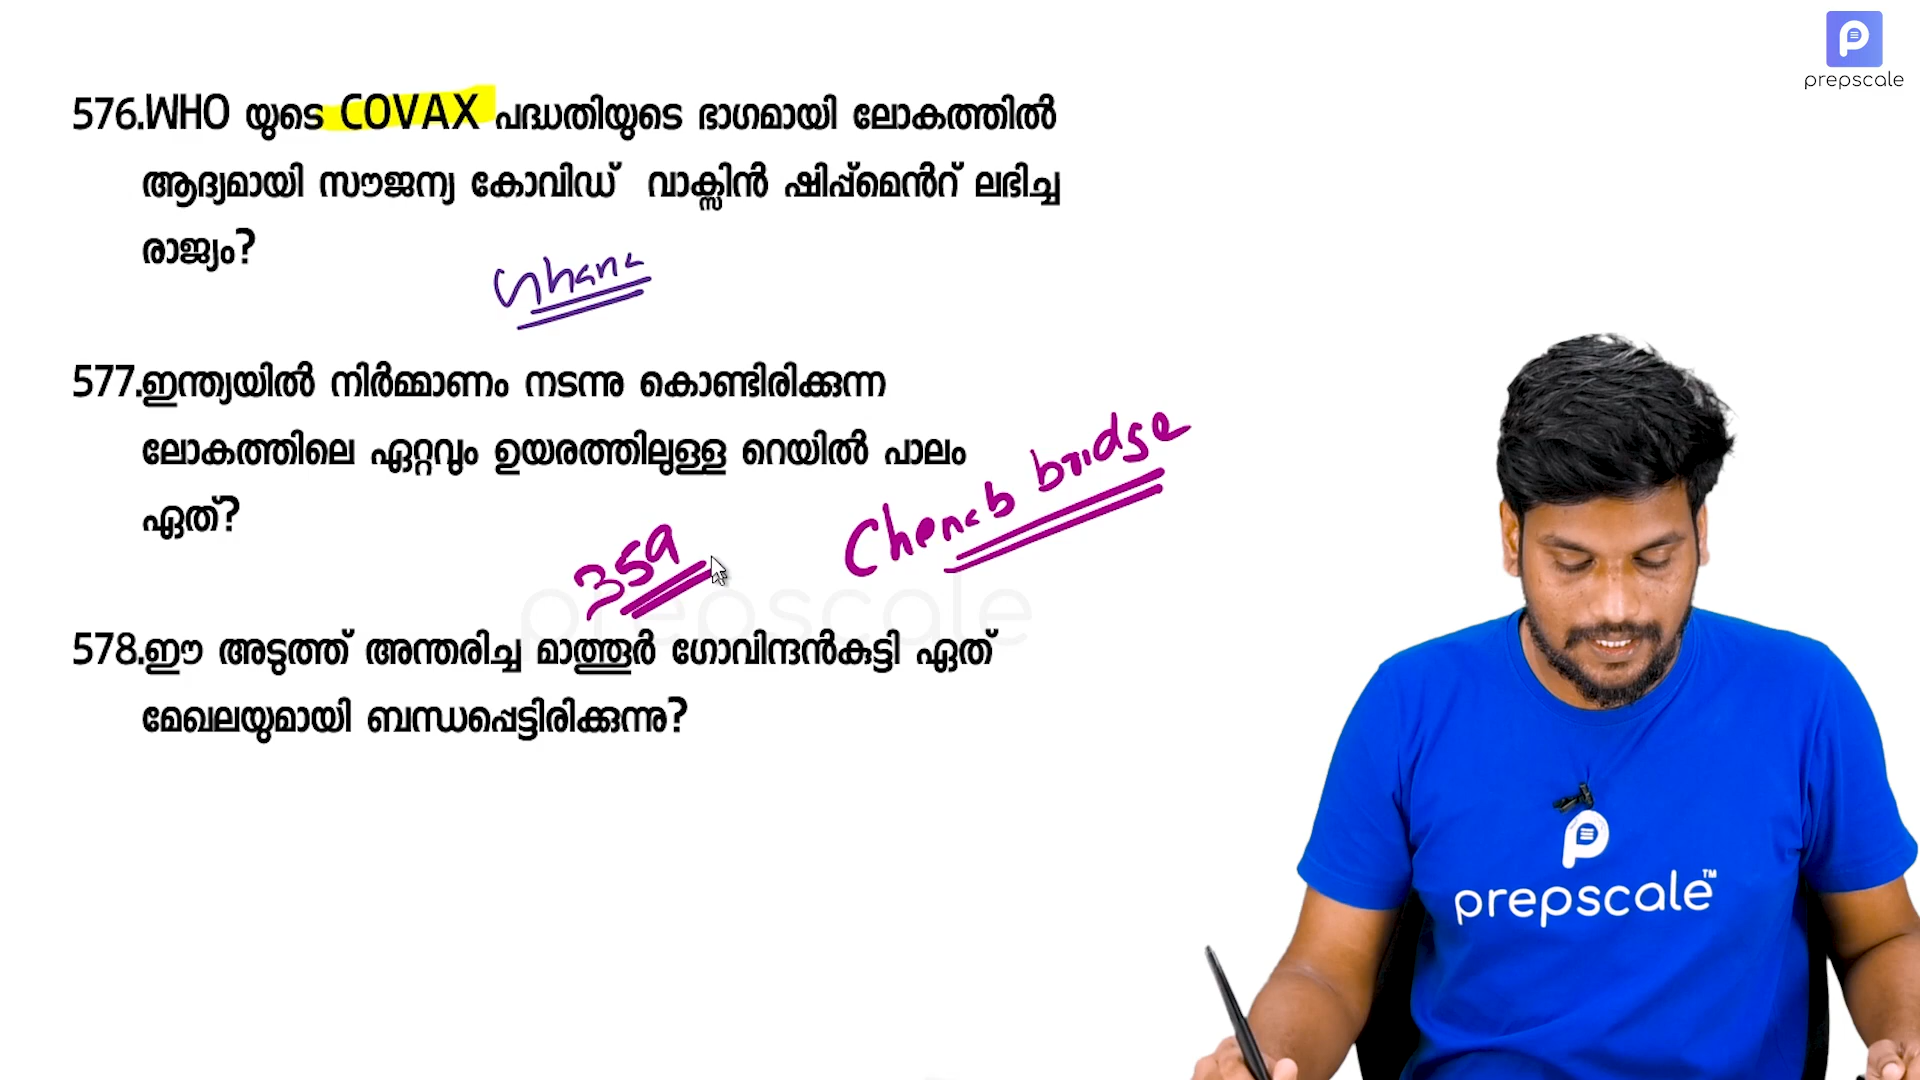 prepscale
576.WHO യുടെ COVAX പദ്ധതിയുടെ ഭാഗമായി ലോകത്തിൽ
ആദ്യമായി സൗജന്യ കോവിഡ് വാക്സിൻ ഷിപ്പ്മെൻറ് ലഭിച്ച
രാജ്യം?
Ghana
577.ഇന്ത്യയിൽ നിർമ്മാണം നടന്നു കൊണ്ടിരിക്കുന്ന
ലോകത്തിലെ ഏറ്റവും ഉയരത്തിലുള്ള റെയിൽ പാലം
ഏത്?
Chenab bridge
359
prepscale
578.ഈ അടുത്ത് അന്തരിച്ച മാത്തൂർ ഗോവിന്ദൻകുട്ടി ഏത്
മേഖലയുമായി ബന്ധപ്പെട്ടിരിക്കുന്നു?
prepscale™